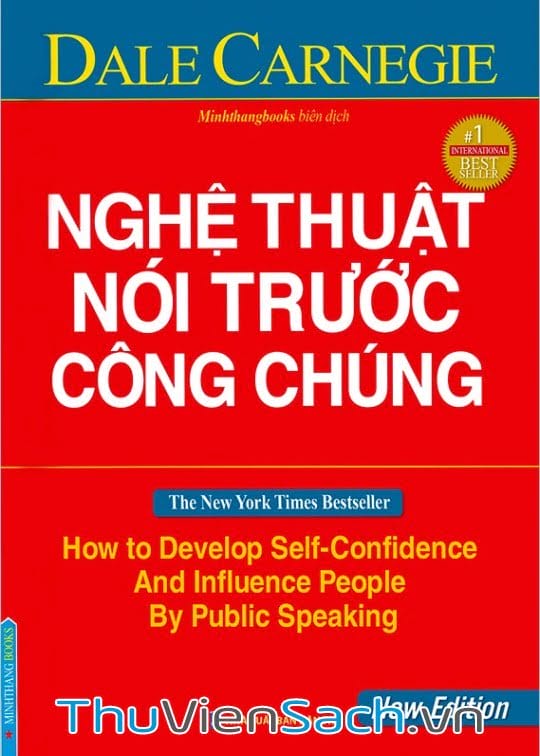 DALE CARNEGIE
Minhthangbooks biên dịch
#1
INTERNATIONAL
BEST
SELLER
NGHỆ THUẬT
NÓI TRƯỚC
CÔNG CHÚNG
The New York Times Bestseller
How to Develop Self-Confidence
And Influence People
By Public Speaking
MINHTHANG BOOKS
New Edition
ThuVienSach.vn